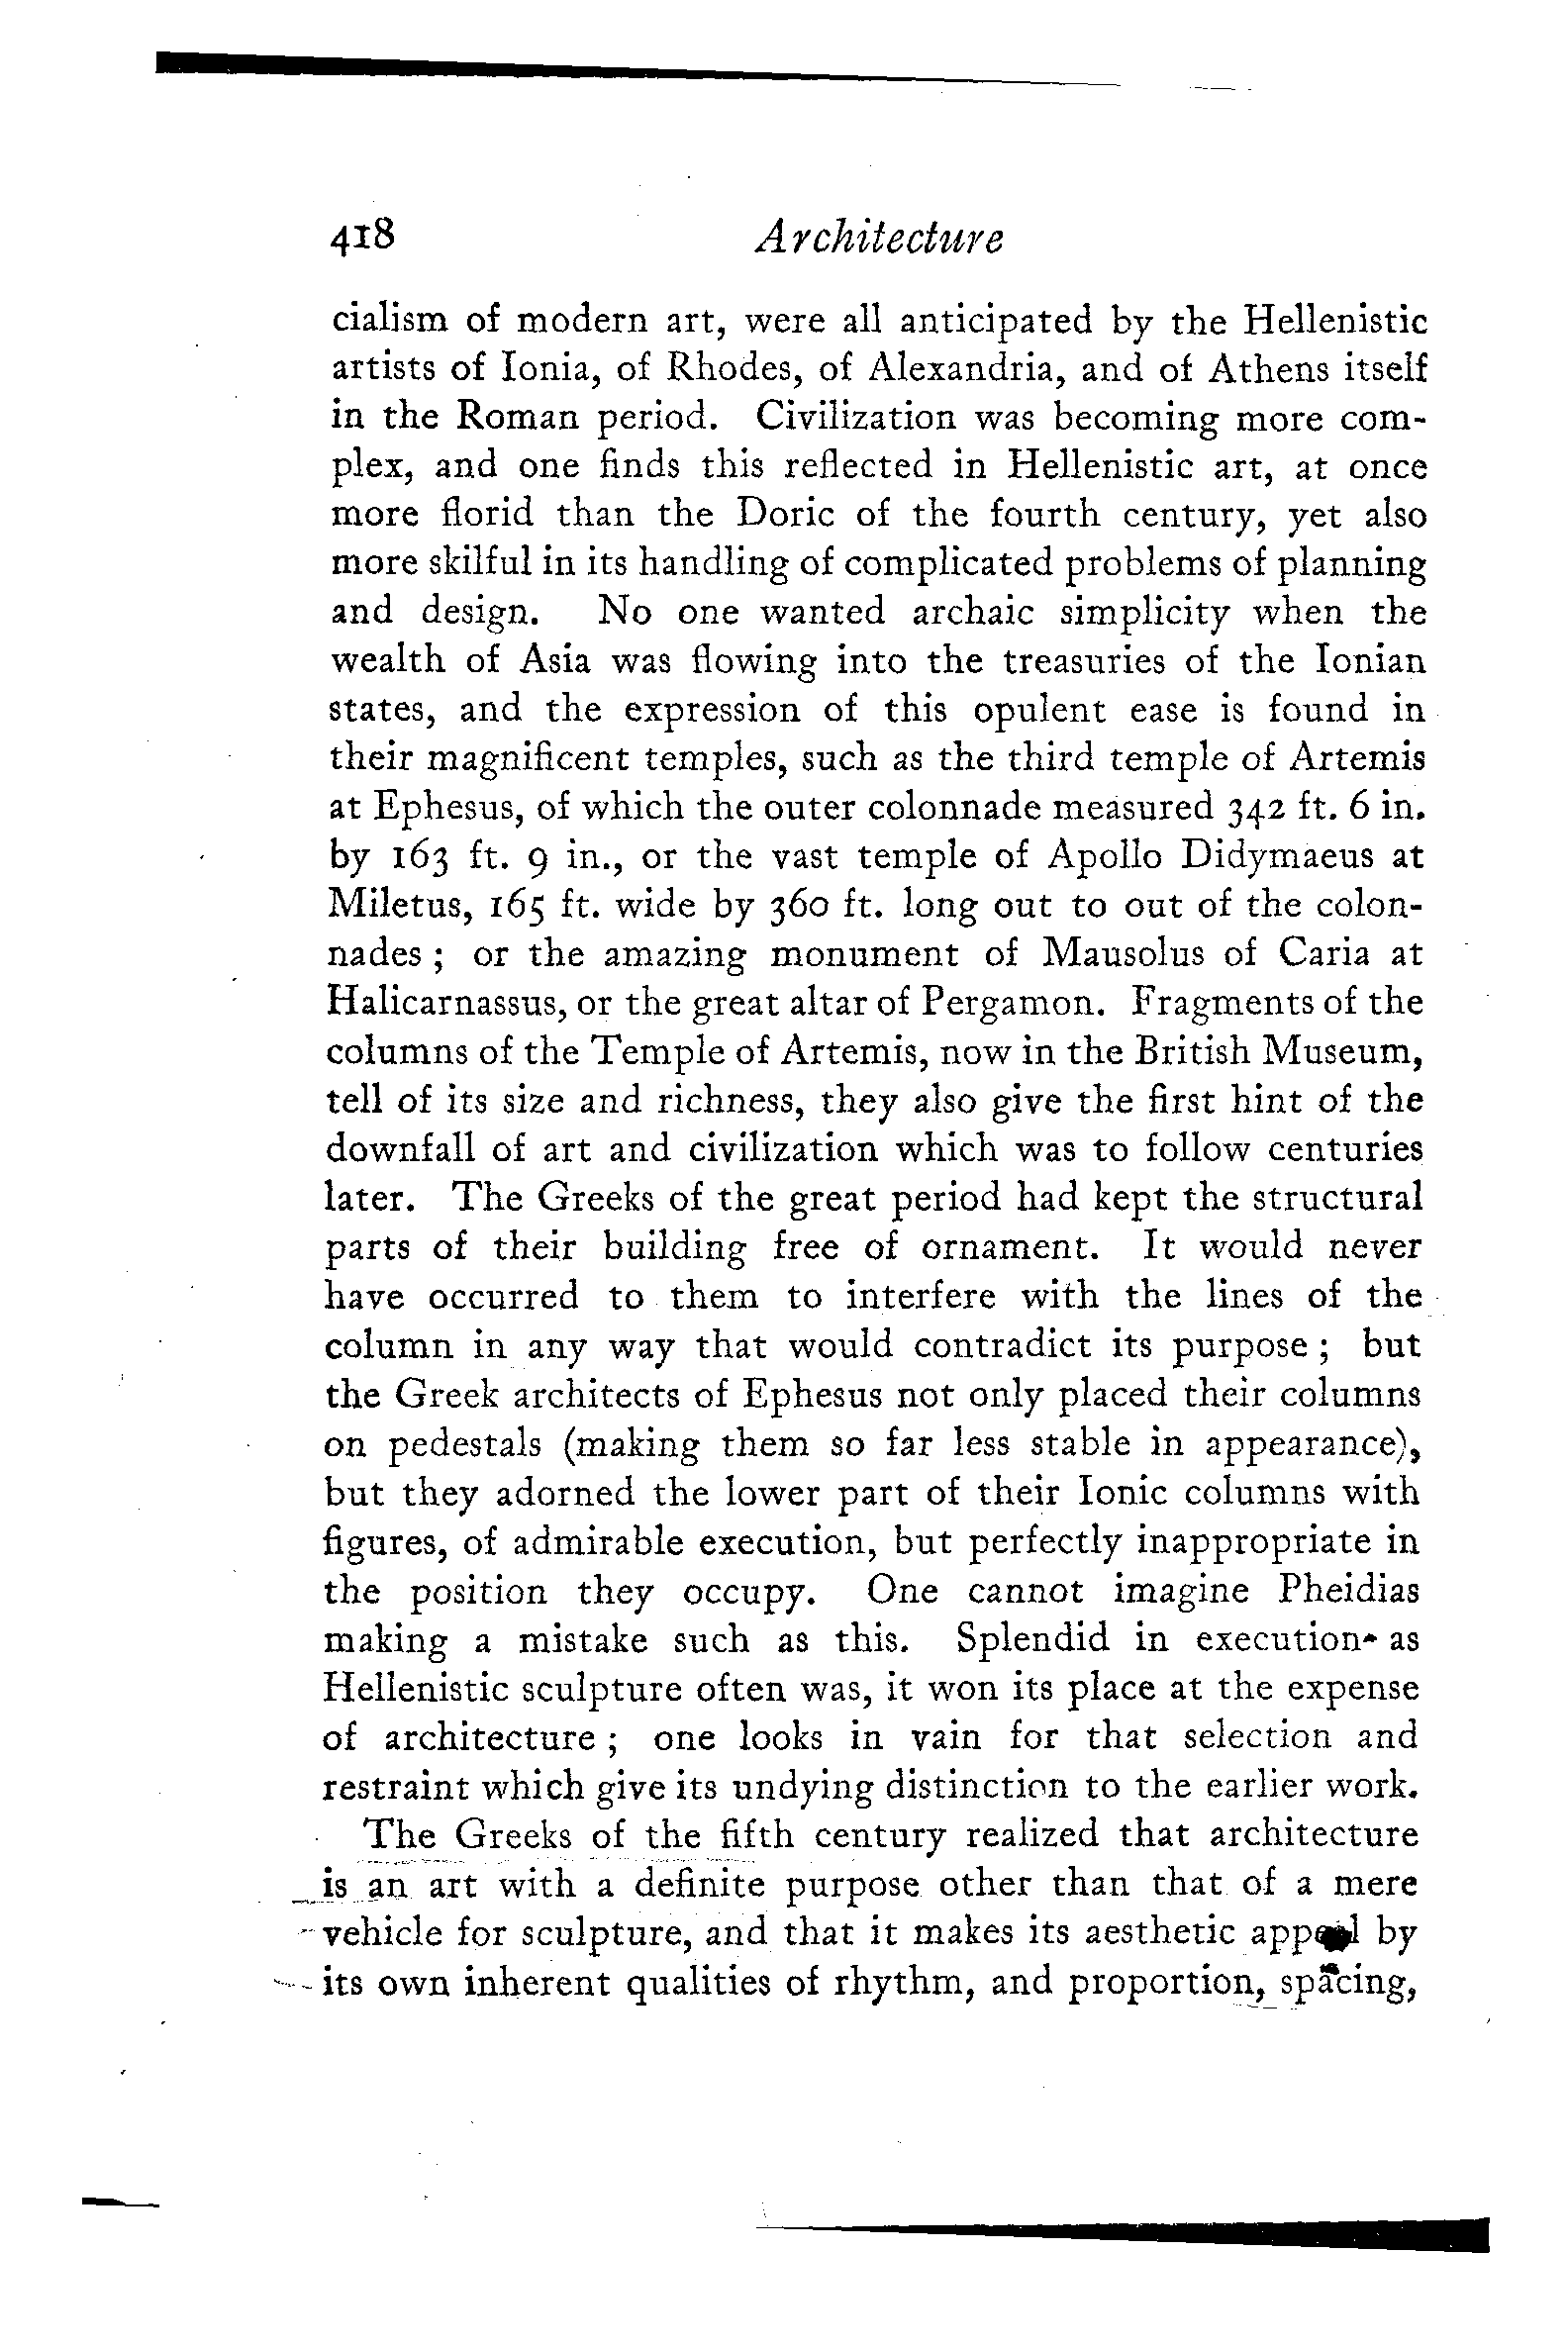 418 Architecture
cialism of modern art, were all anticipated by the Hellenistic
artists of Ionia, of Rhodes, of Alexandria, and of Athens itself
in the Roman period. Civilization was becoming more com-
plex, and one finds this reflected in Hellenistic art, at once
more florid than the Doric of the fourth century, yet also
more skilful in its handling of complicated problems of planning
and design. No one wanted archaic simplicity when the
wealth of Asia was flowing into the treasuries of the Ionian
states, and the expression of this opulent ease is found in
their magnificent temples, such as the third temple of Artemis
at Ephesus, of which the outer colonnade measured 342 ft. 6 in.
by 163 ft. 9 in., or the vast temple of Apollo Didymaeus at
Miletus, 165 ft. wide by 360 ft. long out to out of the colon-
nades ; or the amazing monument of Mausolus of Caria at
Halicarnassus, or the great altar of Pergamon. Fragments of the
columns of the Temple of Artemis, now in the British Museum,
tell of its size and richness, they also give the first hint of the
downfall of art and civilization which was to follow centuries
later. The Greeks of the great period had kept the structural
parts of their building free of ornament. It would never
have occurred to them to interfere with the lines of the
column in any way that would contradict its purpose ; but
the Greek architects of Ephesus not only placed their columns
on pedestals (making them so far less stable in appearance),
but they adorned the lower part of their Ionic columns with
figures, of admirable execution, but perfectly inappropriate in
the position they occupy. One cannot imagine Pheidias
making a mistake such as this. Splendid in execution as
Hellenistic sculpture often was, it won its place at the expense
of architecture ; one looks in vain for that selection and
restraint which give its undying distinction to the earlier work.
The Greeks of the fifth century realized that architecture
is an art with a definite purpose other than that of a mere
vehicle for sculpture, and that it makes its aesthetic appeal by
its own inherent qualities of rhythm, and proportion, spacing,